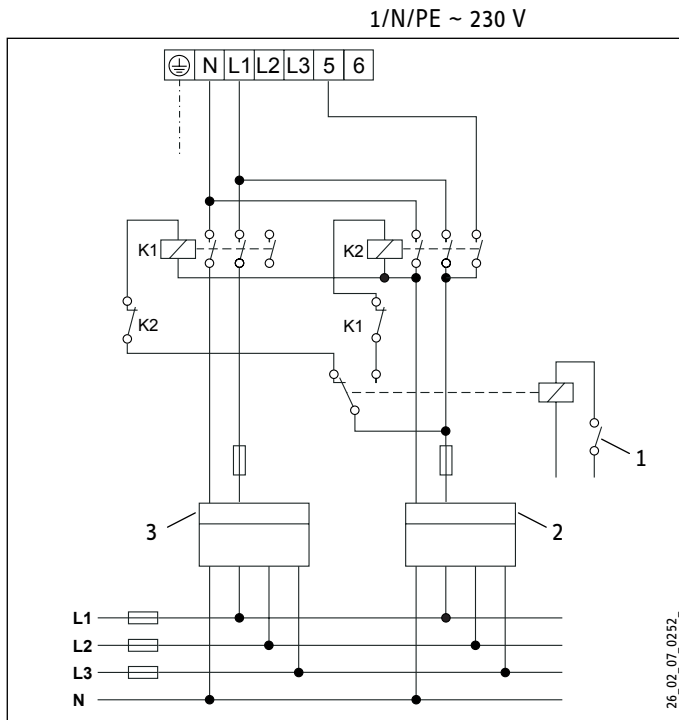 1/N/PE ~ 230 V
N L1 L2 L3 5 6
K1 K2
K2 K1
1
3 2
L1
L2
L3
N
26_02_07_0252_